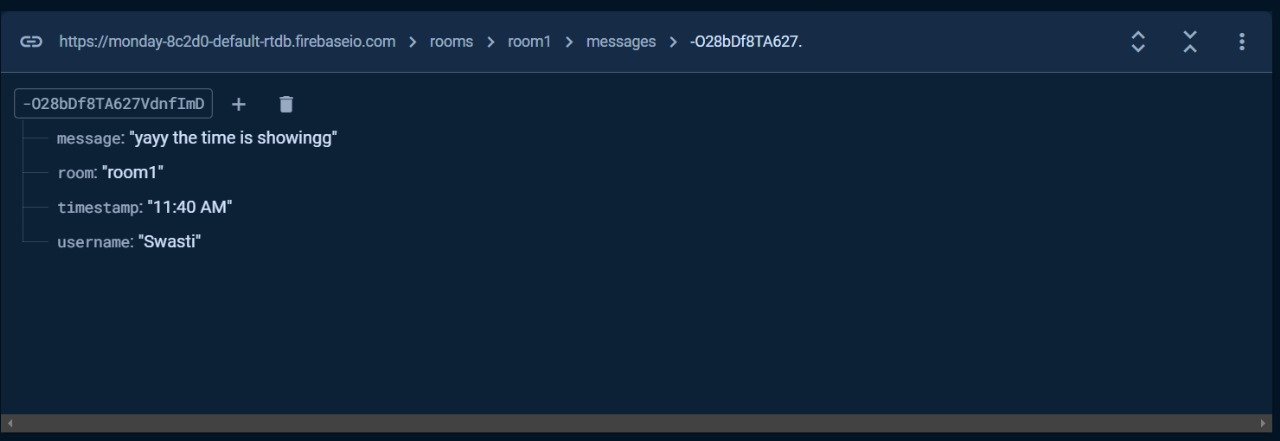 https://monday-8c2d0-default-rtdb.firebaseio.com > rooms > room1 > messages > -O28bDf8TA627.
-O28bDf8TA627VdnfImD
message: "yayy the time is showingg"
room: "room1"
timestamp: "11:40 AM"
username: "Swasti"